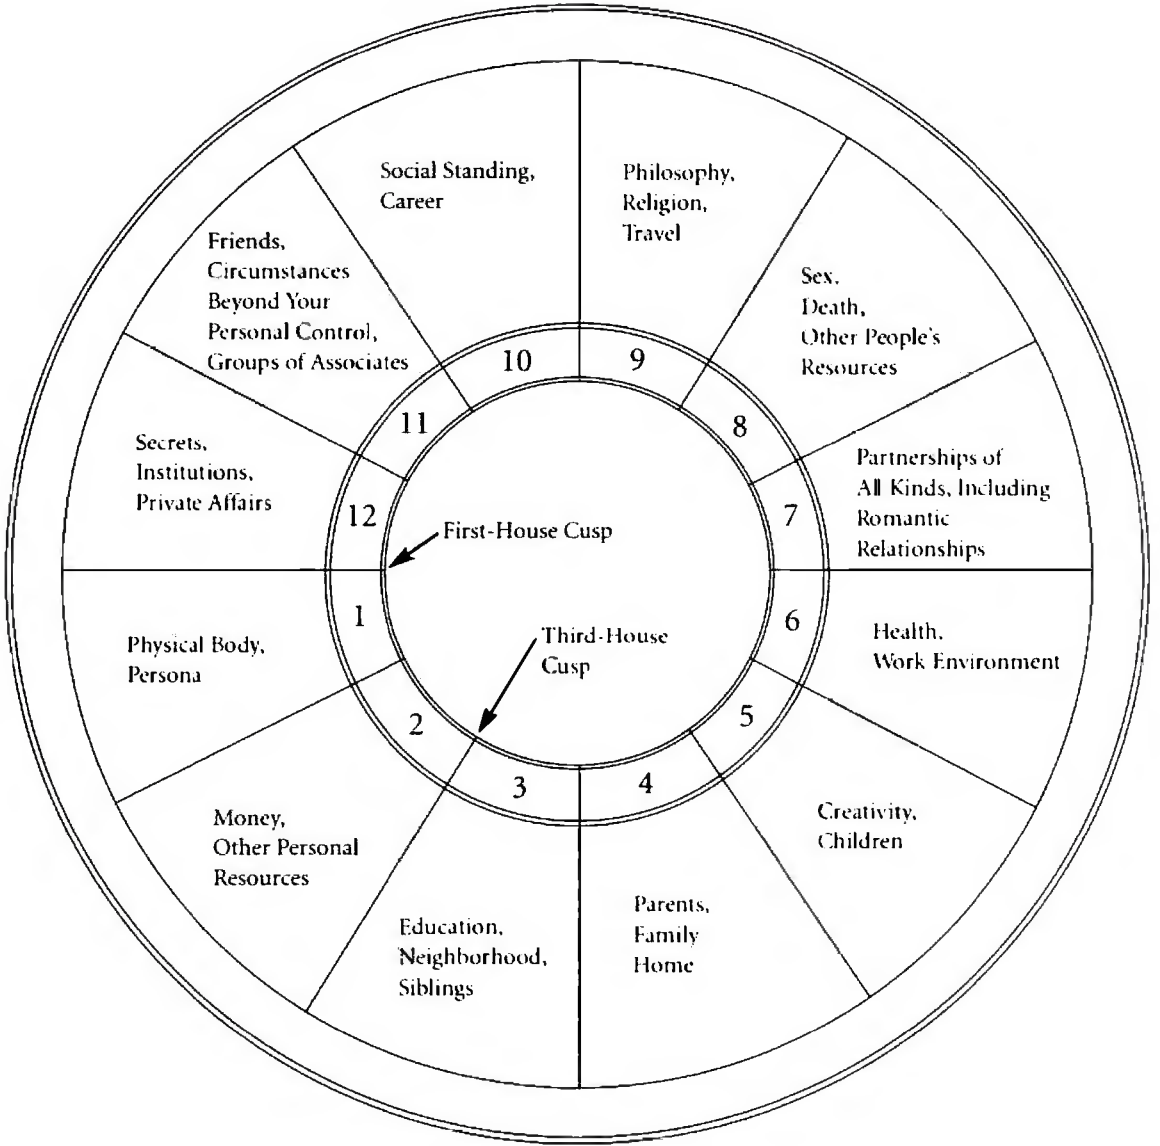 Social Standing,
Career
Philosophy,
Religion,
Travel
Friends,
Circumstances
Beyond Your
Personal Control,
Groups of Associates
Sex,
Death,
Other People's
Resources
Secrets,
Institutions,
Private Affairs
Partnerships of
All Kinds, Including
Romantic
Relationships
10
9
11
8
12
7
First-House Cusp
1
6
Third-House
Cusp
2
5
3
4
Physical Body,
Persona
Health,
Work Environment
Money,
Other Personal
Resources
Creativity,
Children
Education,
Neighborhood,
Siblings
Parents,
Family
Home